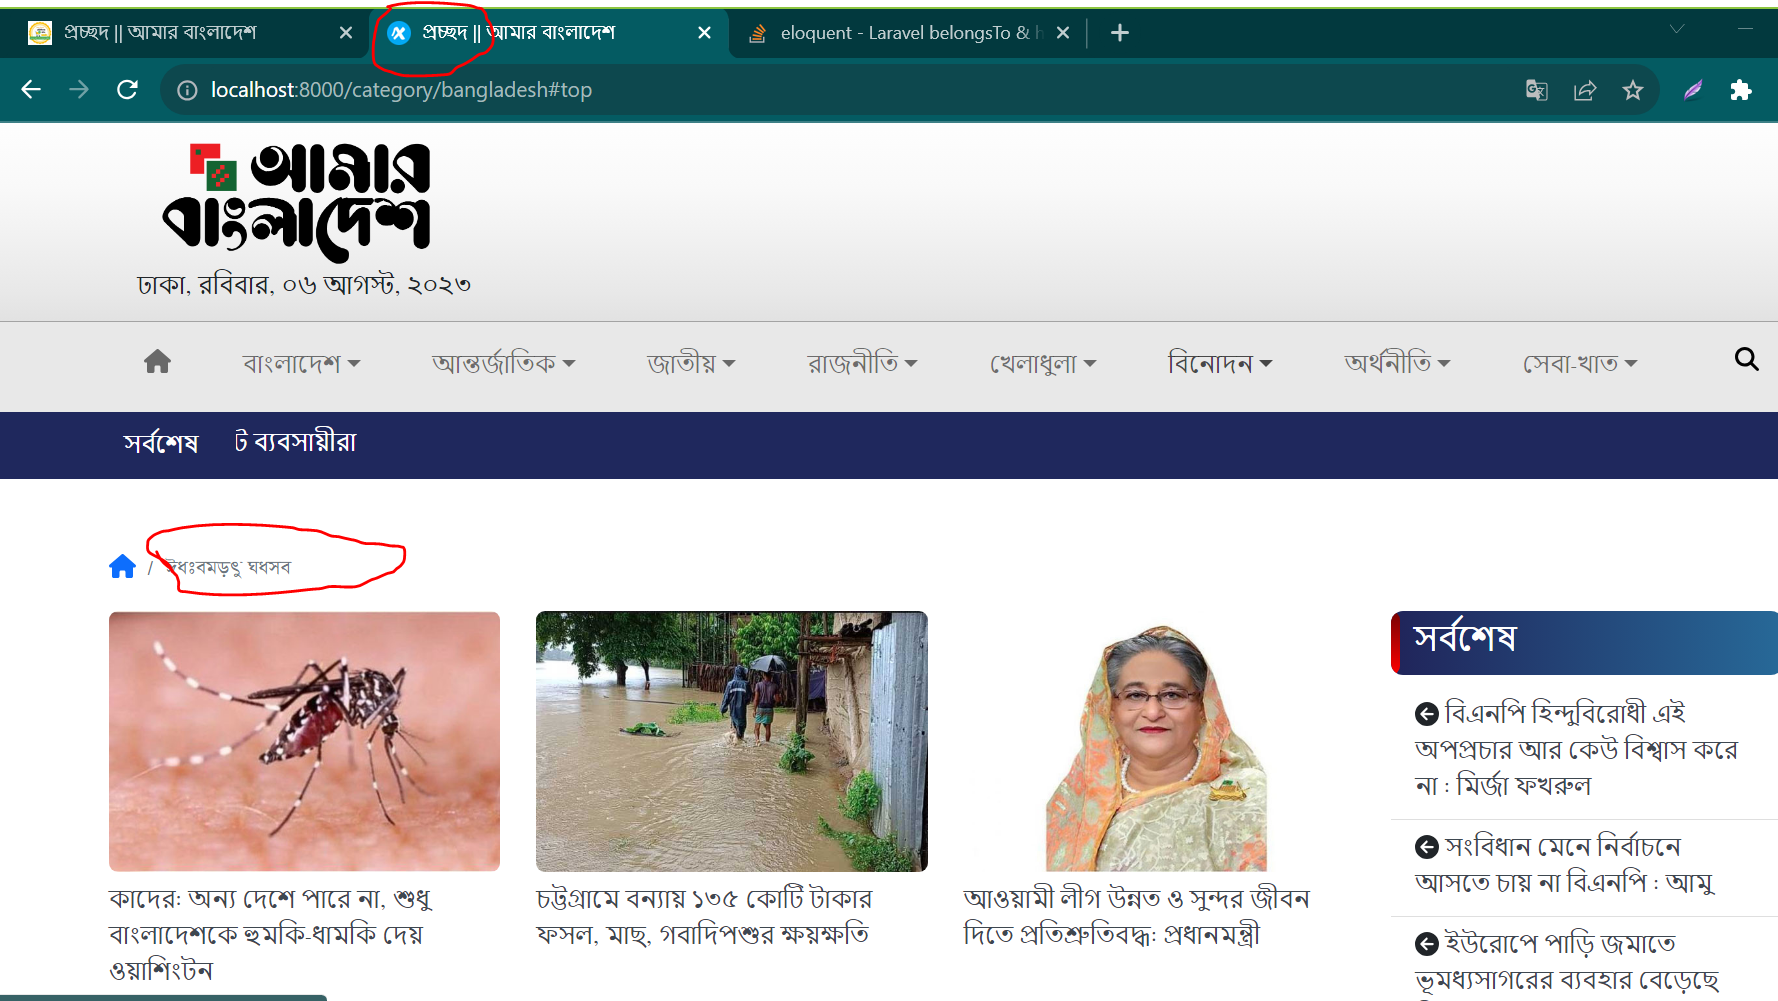 প্রচ্ছদ || আমার বাংলাদেশ
প্রচ্ছদ || আমার বাংলাদেশ
eloquent - Laravel belongsTo & h
localhost:8000/category/bangladesh#top
আমার
বাংলাদেশ
ঢাকা, রবিবার, ০৬ আগস্ট, ২০২৩
বাংলাদেশ আন্তর্জাতিক জাতীয় রাজনীতি খেলাধুলা বিনোদন অর্থনীতি সেবা-খাত
সর্বশেষ ট ব্যবসায়ীরা
/ ঈধঃবমড়ৎু ঘধসব
কাদের: অন্য দেশে পারে না, শুধু
বাংলাদেশকে হুমকি-ধামকি দেয়
ওয়াশিংটন
চট্টগ্রামে বন্যায় ১৩৫ কোটি টাকার
ফসল, মাছ, গবাদিপশুর ক্ষয়ক্ষতি
আওয়ামী লীগ উন্নত ও সুন্দর জীবন
দিতে প্রতিশ্রুতিবদ্ধ: প্রধানমন্ত্রী
সর্বশেষ
বিএনপি হিন্দুবিরোধী এই
অপপ্রচার আর কেউ বিশ্বাস করে
না : মির্জা ফখরুল
সংবিধান মেনে নির্বাচনে
আসতে চায় না বিএনপি : আমু
ইউরোপে পাড়ি জমাতে
ভূমধ্যসাগরের ব্যবহার বেড়েছে